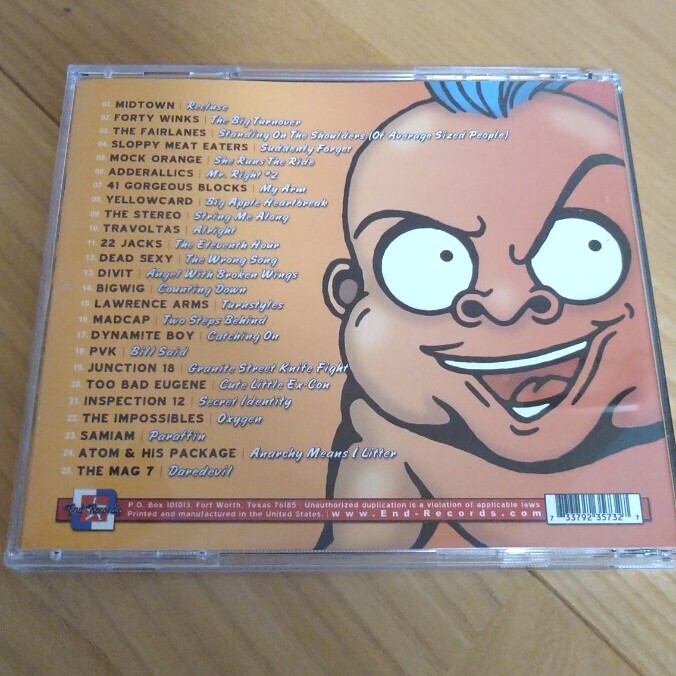 01. MIDTOWN | Recluse
02. FORTY WINKS | The Big Turnover
03. THE FAIRLANES | Standing On The Shoulders (Of Average Sized People)
04. SLOPPY MEAT EATERS | Suddenly Forget
05. MOCK ORANGE | She Runs The Ride
06. ADDERALLICS | Mr. Right #2
07. 41 GORGEOUS BLOCKS | My Arm
08. YELLOWCARD | Big Apple Heartbreak
09. THE STEREO | String Me Along
10. TRAVOLTAS | Alright
11. 22 JACKS | The Eleventh Hour
12. DEAD SEXY | The Wrong Song
13. DIVIT | Angel With Broken Wings
14. BIGWIG | Counting Down
15. LAWRENCE ARMS | Turnstyles
16. MADCAP | Two Steps Behind
17. DYNAMITE BOY | Catching On
18. PVK | Bill Said
19. JUNCTION 18 | Granite Street Knife Fight
20. TOO BAD EUGENE | Cute Little Ex-Con
21. INSPECTION 12 | Secret Identity
22. THE IMPOSSIBLES | Oxygen
23. SAMIAM | Paraffin
24. ATOM & HIS PACKAGE | Anarchy Means I Litter
25. THE MAG 7 | Daredevil
End Records
P.O. Box 101013, Fort Worth, Texas 76185 | Unauthorized duplication is a violation of applicable laws
Printed and manufactured in the United States. | www.End-Records.com
7 33792 35732 7